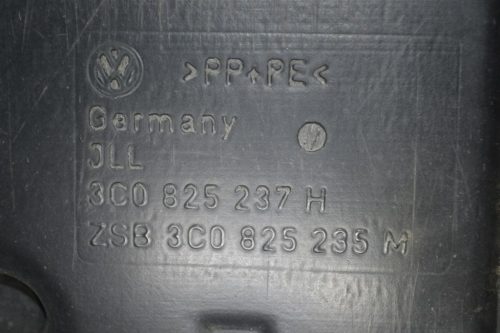 >PP+PE<
Germany
JLL
3C0 825 237 H
ZSB 3C0 825 235 M